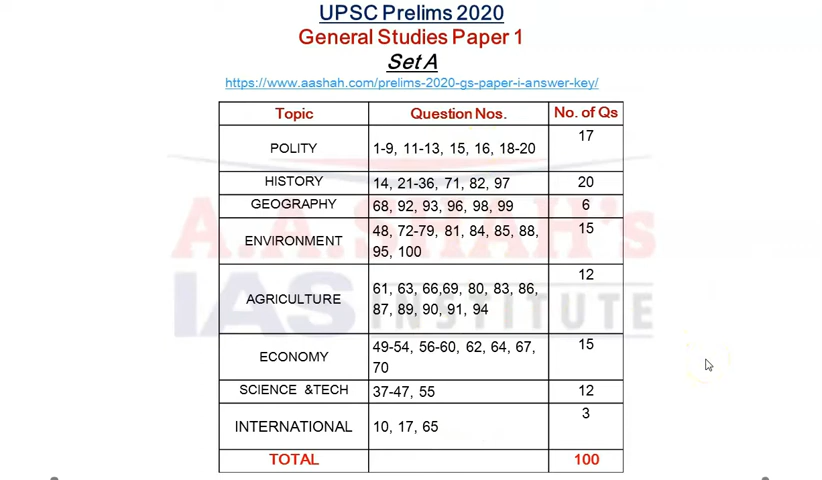 UPSC Prelims 2020
General Studies Paper 1
Set A
https://www.aashah.com/prelims-2020-gs-paper-i-answer-key/
Topic Question Nos. No. of Qs
POLITY 1-9, 11-13, 15, 16, 18-20 17
HISTORY 14, 21-36, 71, 82, 97 20
GEOGRAPHY 68, 92, 93, 96, 98, 99 6
ENVIRONMENT 48, 72-79, 81, 84, 85, 88, 15
95, 100
AGRICULTURE 61, 63, 66,69, 80, 83, 86, 12
87, 89, 90, 91, 94
ECONOMY 49-54, 56-60, 62, 64, 67, 15
70
SCIENCE &TECH 37-47, 55 12
INTERNATIONAL 10, 17, 65 3
TOTAL 100
A.A.SHAH's
IAS INSTITUTE